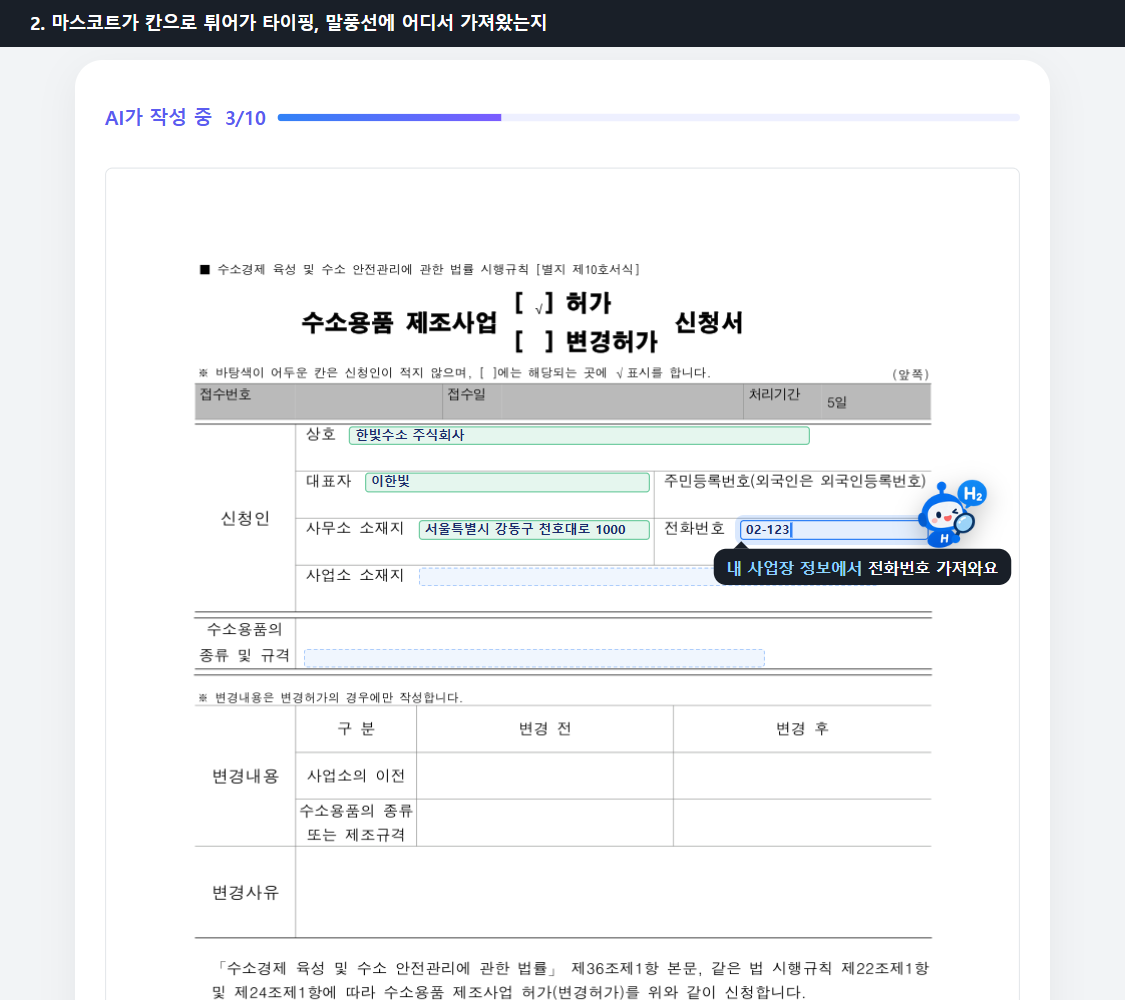 2. 마스코트가 칸으로 튀어가 타이핑, 말풍선에 어디서 가져왔는지
AI가 작성 중 3/10
■ 수소경제 육성 및 수소 안전관리에 관한 법률 시행규칙 [별지 제10호서식]
수소용품 제조사업 [ √] 허가
[ ] 변경허가 신청서
※ 바탕색이 어두운 칸은 신청인이 적지 않으며, [ ]에는 해당되는 곳에 √표시를 합니다.
(앞쪽)
접수번호 접수일 처리기간 5일
신청인
상호 한빛수소 주식회사
대표자 이한빛 주민등록번호(외국인은 외국인등록번호)
H₂
H
사무소 소재지 서울특별시 강동구 천호대로 1000 전화번호 02-123
내 사업장 정보에서 전화번호 가져와요
사업소 소재지
수소용품의
종류 및 규격
※ 변경내용은 변경허가의 경우에만 작성합니다.
구 분 변경 전 변경 후
변경내용
사업소의 이전
수소용품의 종류
또는 제조규격
변경사유
「수소경제 육성 및 수소 안전관리에 관한 법률」 제36조제1항 본문, 같은 법 시행규칙 제22조제1항
및 제24조제1항에 따라 수소용품 제조사업 허가(변경허가)를 위와 같이 신청합니다.